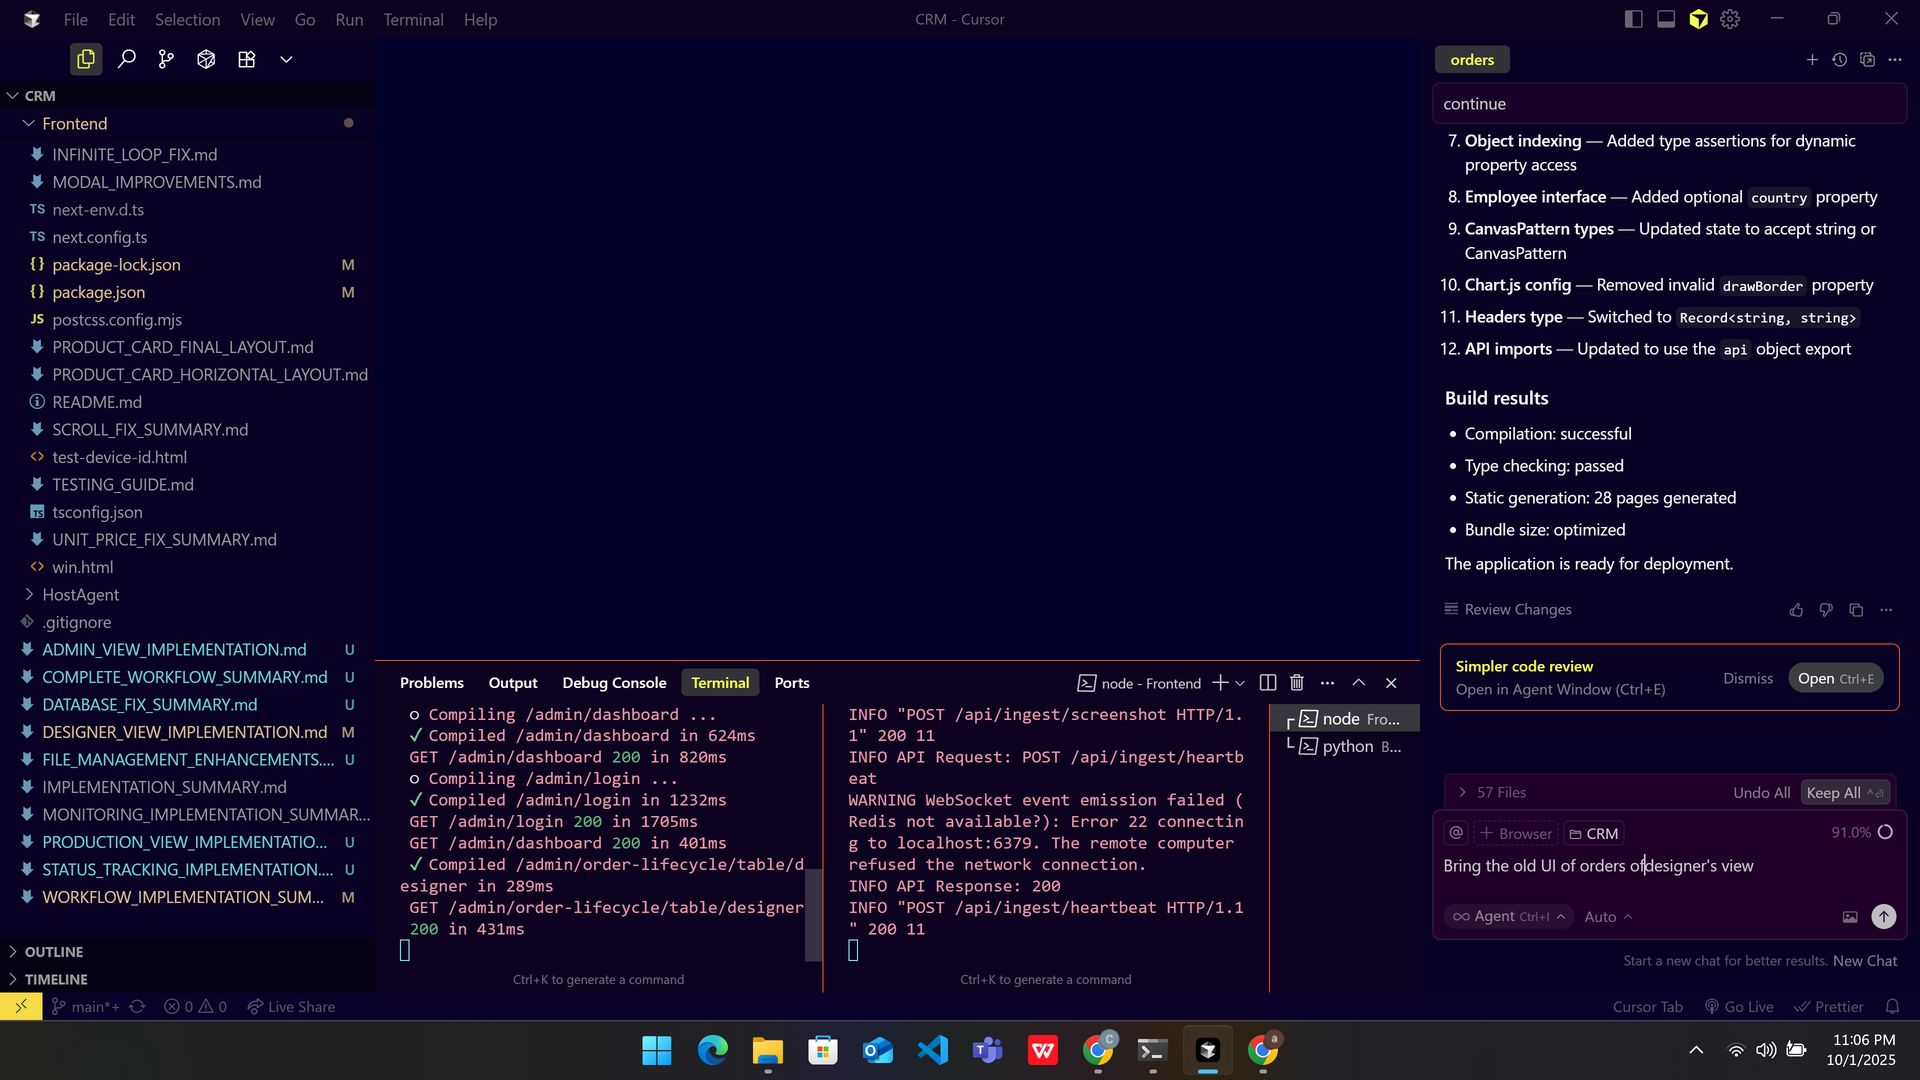 File Edit Selection View Go Run Terminal Help
CRM - Cursor
CRM
Frontend
INFINITE_LOOP_FIX.md
MODAL_IMPROVEMENTS.md
TS next-env.d.ts
TS next.config.ts
{} package-lock.json M
{} package.json M
JS postcss.config.mjs
PRODUCT_CARD_FINAL_LAYOUT.md
PRODUCT_CARD_HORIZONTAL_LAYOUT.md
README.md
SCROLL_FIX_SUMMARY.md
<> test-device-id.html
TESTING_GUIDE.md
TS tsconfig.json
UNIT_PRICE_FIX_SUMMARY.md
<> win.html
HostAgent
.gitignore
ADMIN_VIEW_IMPLEMENTATION.md U
COMPLETE_WORKFLOW_SUMMARY.md U
DATABASE_FIX_SUMMARY.md U
DESIGNER_VIEW_IMPLEMENTATION.md M
FILE_MANAGEMENT_ENHANCEMENTS.... U
IMPLEMENTATION_SUMMARY.md
MONITORING_IMPLEMENTATION_SUMMAR...
PRODUCTION_VIEW_IMPLEMENTATIO... U
STATUS_TRACKING_IMPLEMENTATION.... U
WORKFLOW_IMPLEMENTATION_SUM... M
OUTLINE
TIMELINE
Problems Output Debug Console Terminal Ports
node - Frontend
o Compiling /admin/dashboard ...
✓ Compiled /admin/dashboard in 624ms
GET /admin/dashboard 200 in 820ms
o Compiling /admin/login ...
✓ Compiled /admin/login in 1232ms
GET /admin/login 200 in 1705ms
GET /admin/dashboard 200 in 401ms
✓ Compiled /admin/order-lifecycle/table/d
esigner in 289ms
GET /admin/order-lifecycle/table/designer
200 in 431ms
Ctrl+K to generate a command
INFO "POST /api/ingest/screenshot HTTP/1.
1" 200 11
INFO API Request: POST /api/ingest/heartb
eat
WARNING WebSocket event emission failed (
Redis not available?): Error 22 connectin
g to localhost:6379. The remote computer
refused the network connection.
INFO API Response: 200
INFO "POST /api/ingest/heartbeat HTTP/1.1
" 200 11
Ctrl+K to generate a command
node Fro...
python B...
orders
continue
7. Object indexing — Added type assertions for dynamic
property access
8. Employee interface — Added optional country property
9. CanvasPattern types — Updated state to accept string or
CanvasPattern
10. Chart.js config — Removed invalid drawBorder property
11. Headers type — Switched to Record<string, string>
12. API imports — Updated to use the api object export
Build results
• Compilation: successful
• Type checking: passed
• Static generation: 28 pages generated
• Bundle size: optimized
The application is ready for deployment.
Review Changes
Simpler code review
Open in Agent Window (Ctrl+E)
Dismiss
Open Ctrl+E
57 Files
Undo All
Keep All
@ + Browser CRM 91.0%
Bring the old UI of orders ofdesigner's view
Agent Ctrl+I Auto
Start a new chat for better results. New Chat
main*+ 0 0 Live Share
Cursor Tab Go Live Prettier
C
a
11:06 PM
10/1/2025